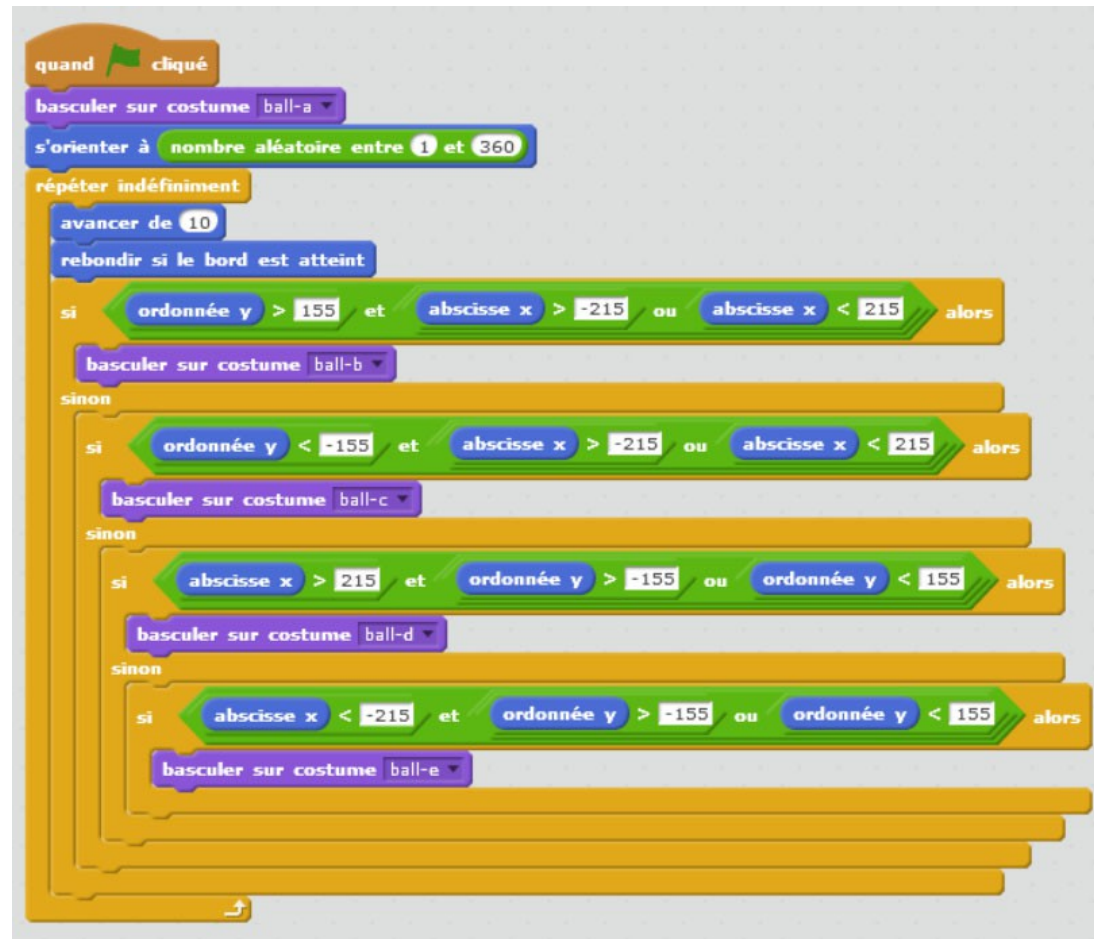 quand cliqué
basculer sur costume ball-a
s'orienter à nombre aléatoire entre 1 et 360
répéter indéfiniment
avancer de 10
rebondir si le bord est atteint
si ordonnée y > 155 et abscisse x > -215 ou abscisse x < 215 alors
basculer sur costume ball-b
sinon
si ordonnée y < -155 et abscisse x > -215 ou abscisse x < 215 alors
basculer sur costume ball-c
sinon
si abscisse x > 215 et ordonnée y > -155 ou ordonnée y < 155 alors
basculer sur costume ball-d
sinon
si abscisse x < -215 et ordonnée y > -155 ou ordonnée y < 155 alors
basculer sur costume ball-e